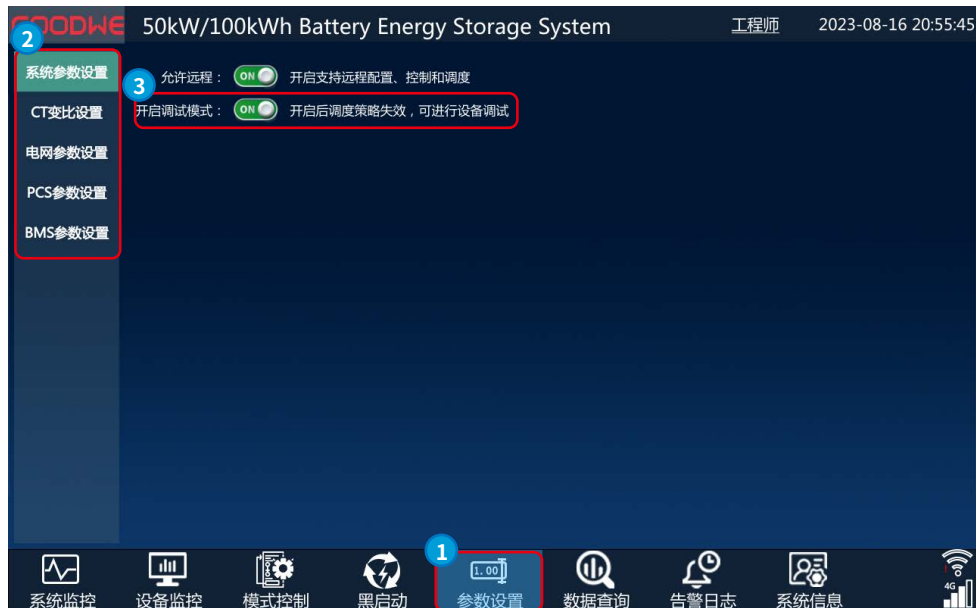 GOODWE 50kW/100kWh Battery Energy Storage System 工程师 2023-08-16 20:55:45
2
系统参数设置
CT变比设置
电网参数设置
PCS参数设置
BMS参数设置
3
允许远程： ON 开启支持远程配置、控制和调度
开启调试模式： ON 开启后调度策略失效，可进行设备调试
1
1.00
4G
系统监控 设备监控 模式控制 黑启动 参数设置 数据查询 告警日志 系统信息